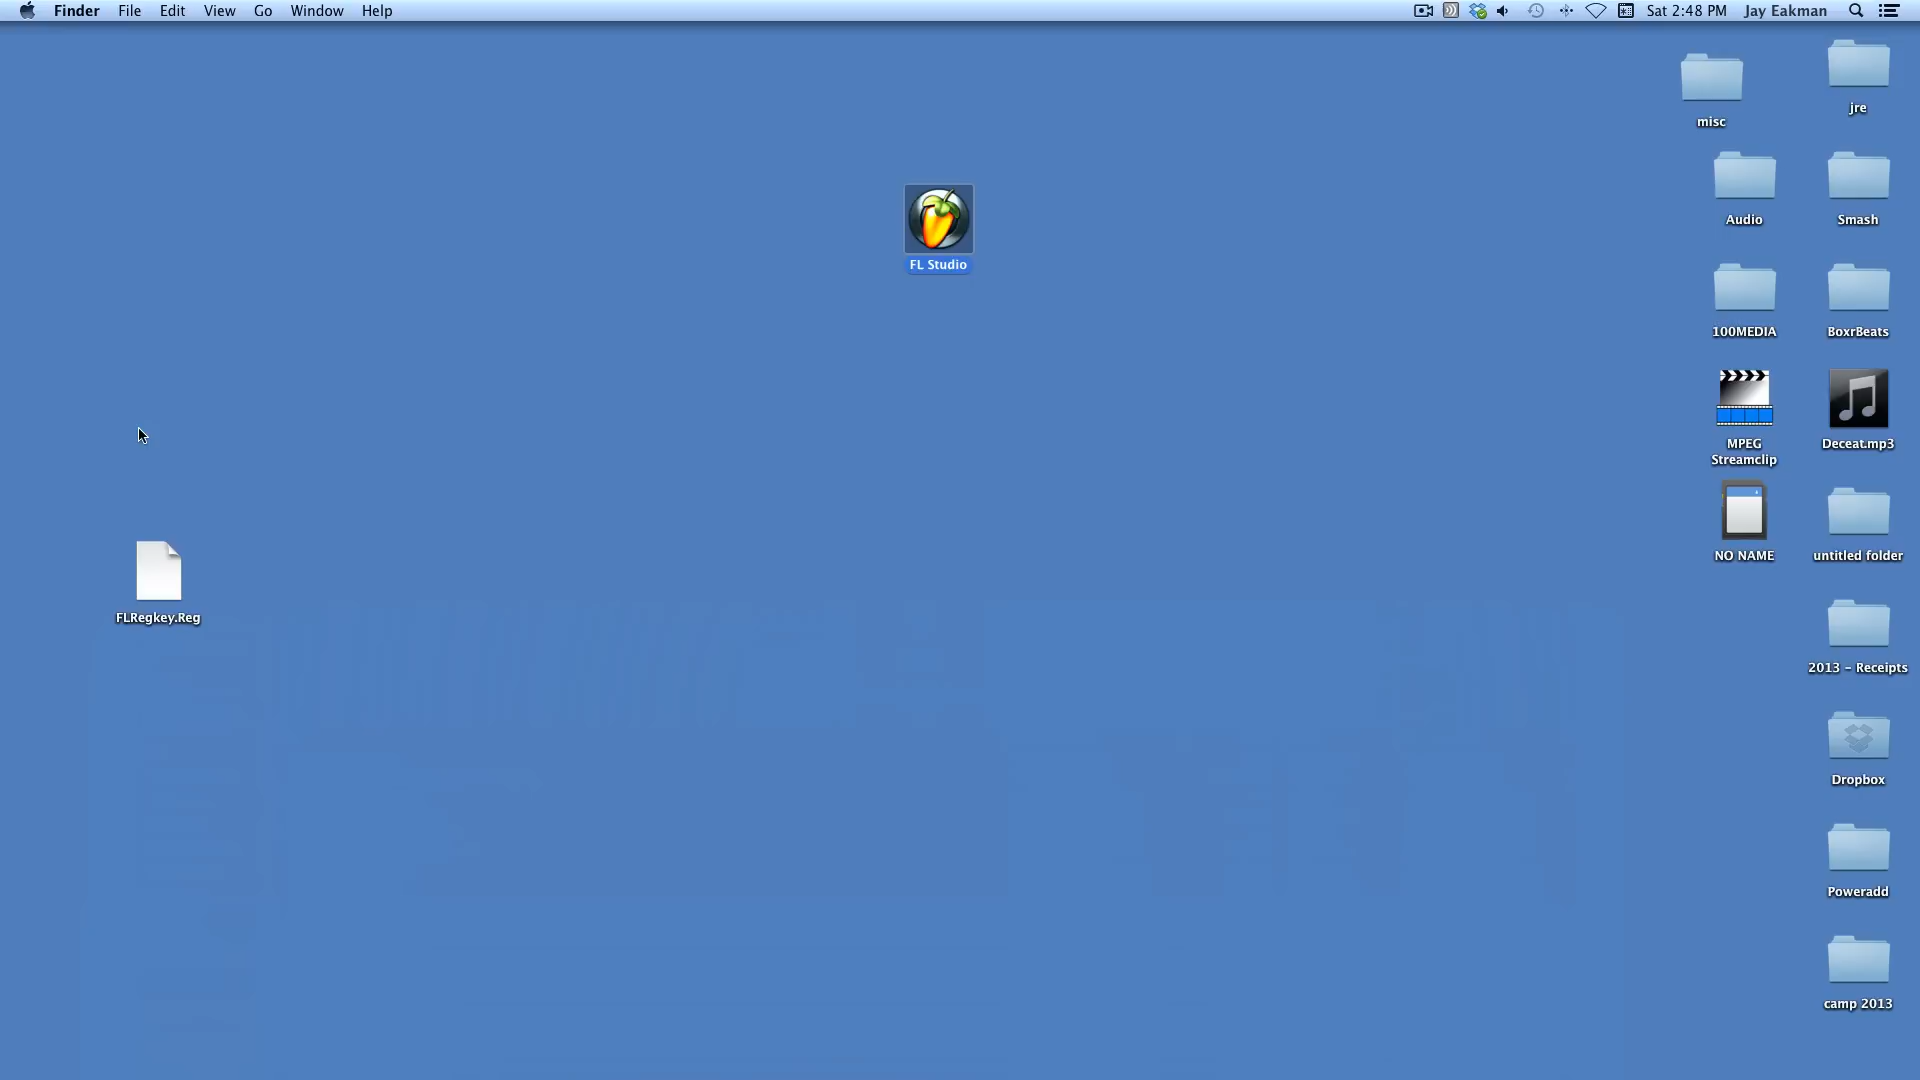 Finder File Edit View Go Window Help Sat 2:48 PM Jay Eakman
misc
jre
Audio
Smash
FL Studio
100MEDIA
BoxrBeats
MPEG
Streamclip
Deceat.mp3
NO NAME
untitled folder
FLRegkey.Reg
2013 - Receipts
Dropbox
Poweradd
camp 2013